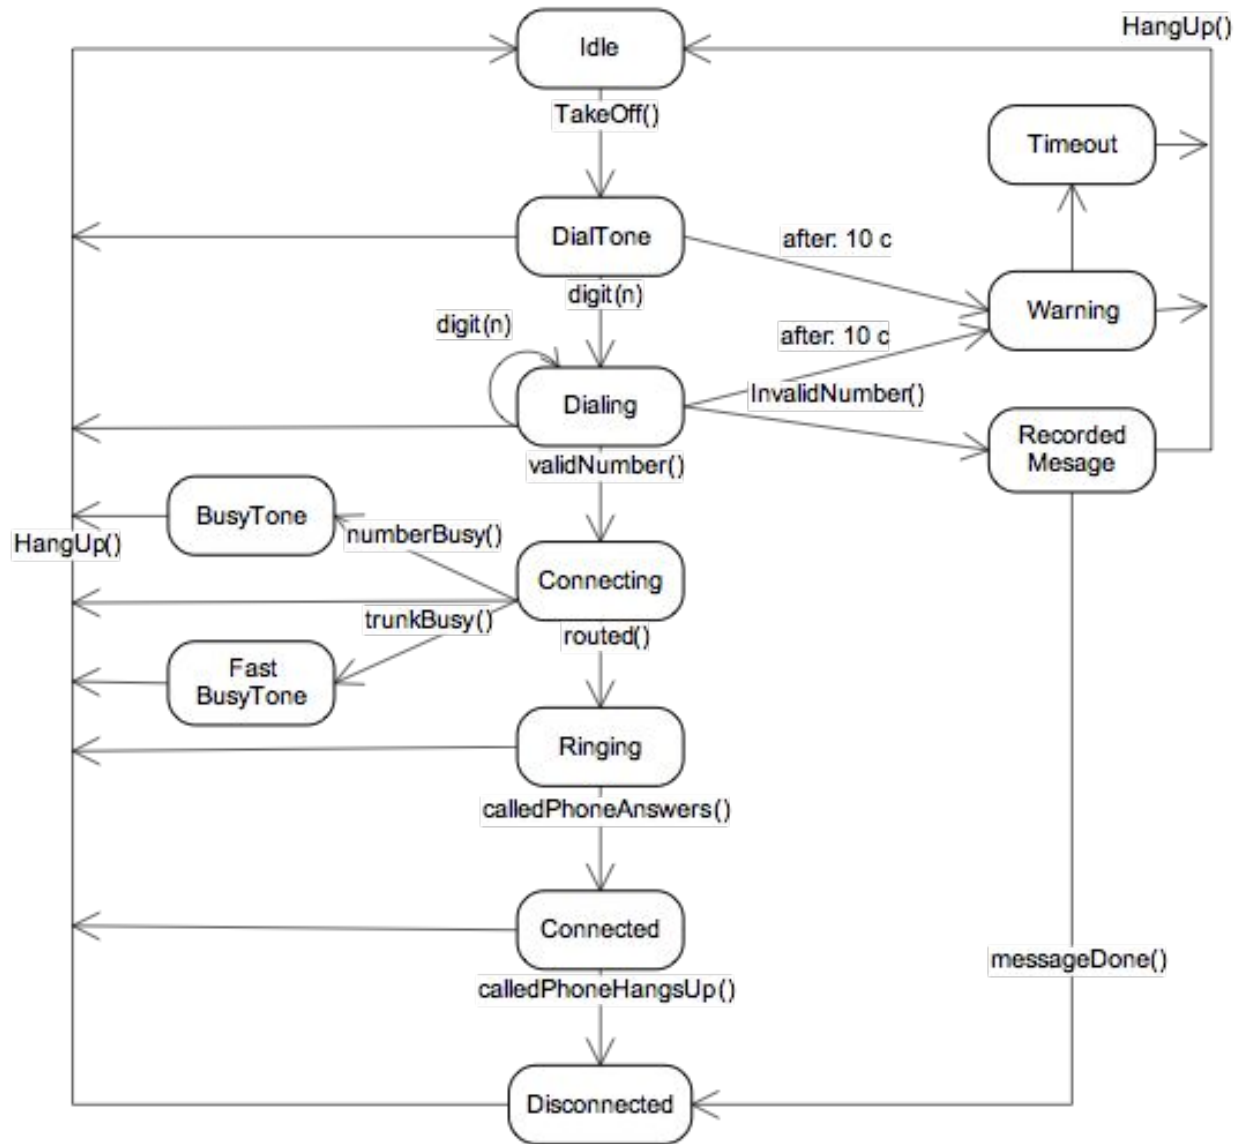 HangUp()
Idle
TakeOff()
Timeout
DialTone
after: 10 c
digit(n)
Warning
digit(n)
after: 10 c
InvalidNumber()
Dialing
Recorded
Mesage
validNumber()
BusyTone
numberBusy()
HangUp()
Connecting
trunkBusy()
routed()
Fast
BusyTone
Ringing
calledPhoneAnswers()
Connected
messageDone()
calledPhoneHangsUp()
Disconnected